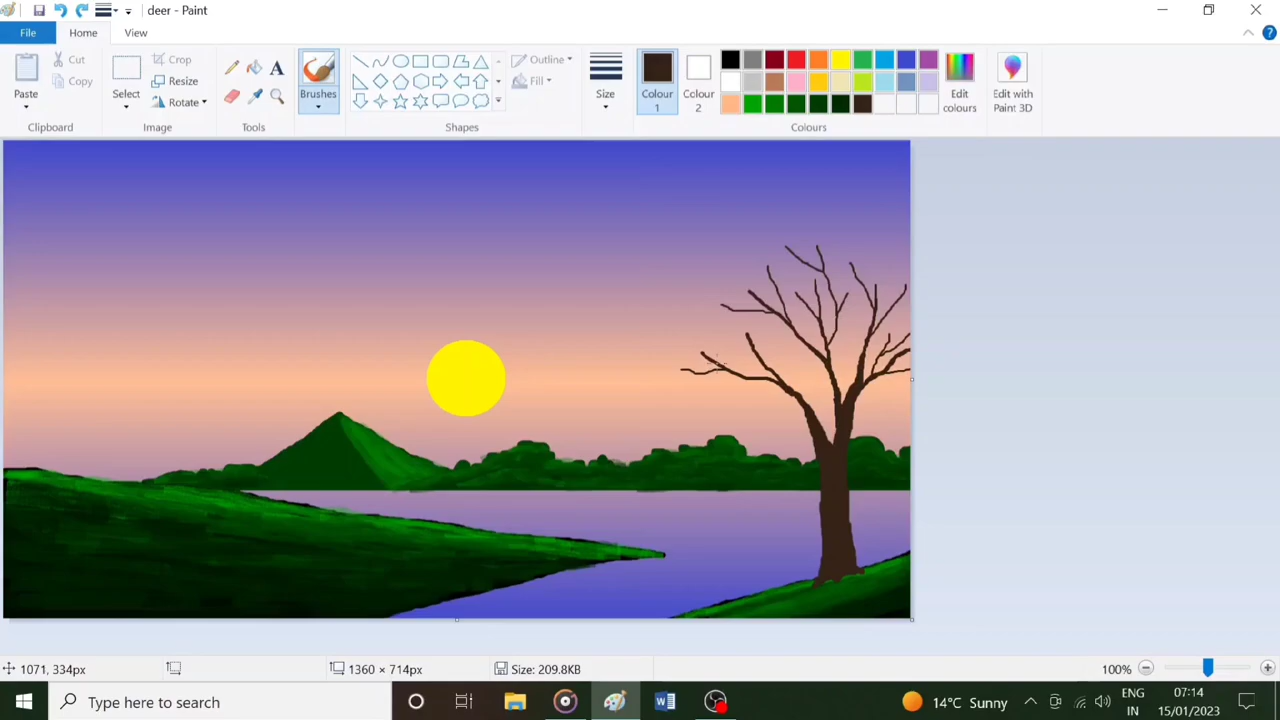 deer - Paint
File
Home
View
Paste
Cut
Copy
Clipboard
Select
Crop
Resize
Rotate
Image
A
Tools
Brushes
Outline
Fill
Shapes
Size
Colour 1
Colour 2
Colours
Edit colours
Edit with Paint 3D
1071, 334px
1360 × 714px
Size: 209.8KB
100%
Type here to search
W
14°C Sunny
ENG
IN
07:14
15/01/2023